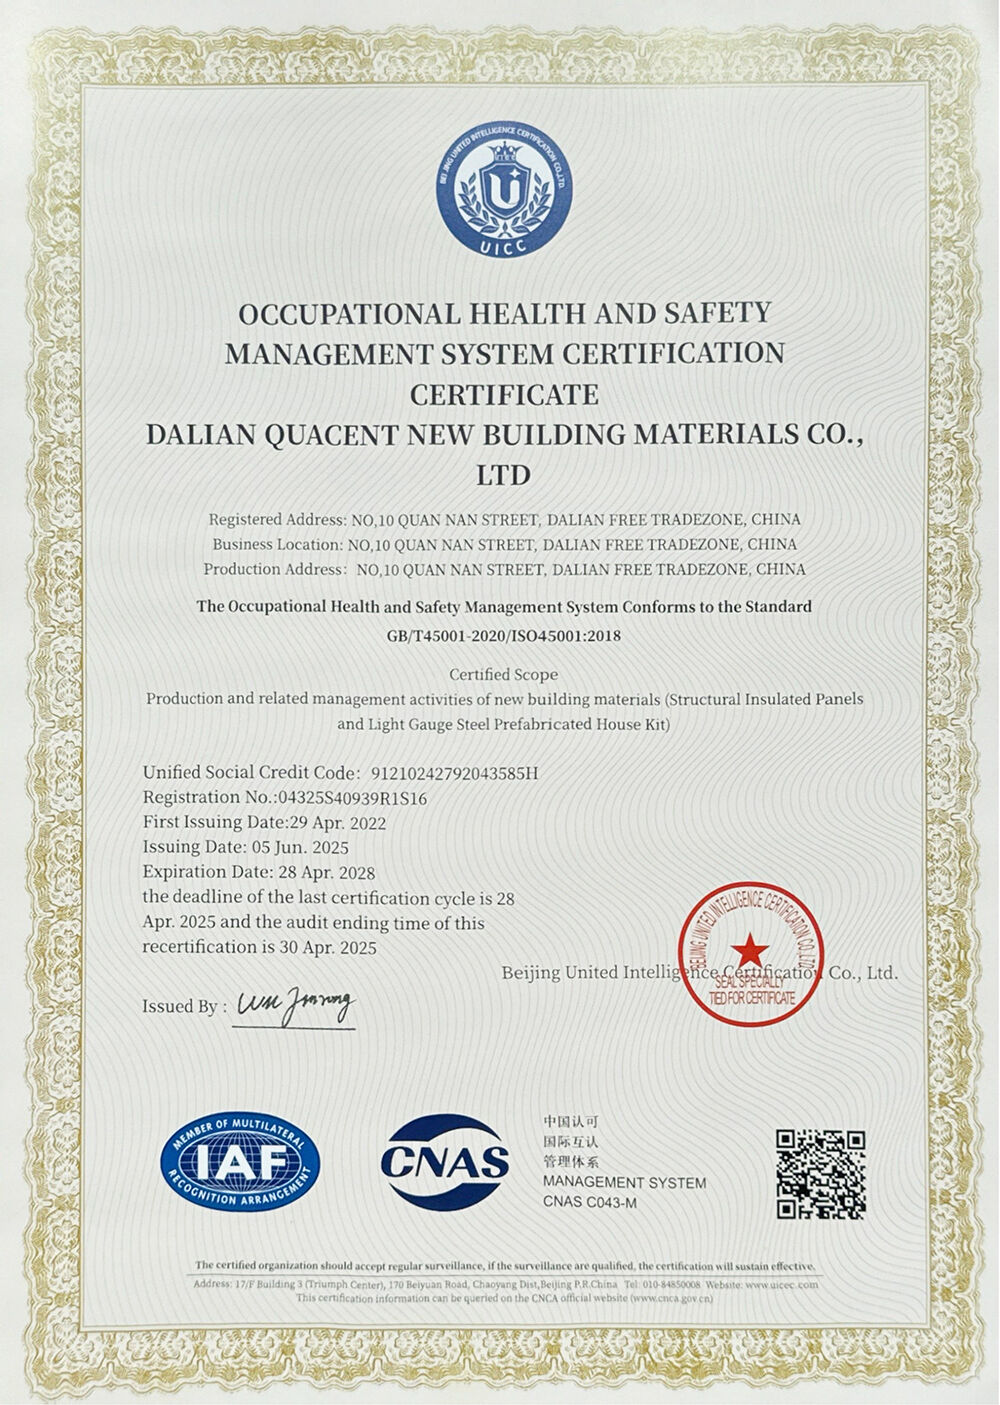 BEI JING UNITED INTELLIGENCE CERTIFICATION CO.,LTD.
U
UICC
OCCUPATIONAL HEALTH AND SAFETY
MANAGEMENT SYSTEM CERTIFICATION
CERTIFICATE
DALIAN QUACENT NEW BUILDING MATERIALS CO.,
LTD
Registered Address: NO,10 QUAN NAN STREET, DALIAN FREE TRADEZONE, CHINA
Business Location: NO,10 QUAN NAN STREET, DALIAN FREE TRADEZONE, CHINA
Production Address: NO,10 QUAN NAN STREET, DALIAN FREE TRADEZONE, CHINA
The Occupational Health and Safety Management System Conforms to the Standard
GB/T45001-2020/ISO45001:2018
Certified Scope
Production and related management activities of new building materials (Structural Insulated Panels
and Light Gauge Steel Prefabricated House Kit)
Unified Social Credit Code: 91210242792043585H
Registration No.:04325S40939R1S16
First Issuing Date:29 Apr. 2022
Issuing Date: 05 Jun. 2025
Expiration Date: 28 Apr. 2028
the deadline of the last certification cycle is 28
Apr. 2025 and the audit ending time of this
recertification is 30 Apr. 2025
Beijing United Intelligence Certification Co., Ltd.
BEIJING UNITED INTELLIGENCE CERTIFICATION CO.,LTD.
SEAL SPECIALLY
TIED FOR CERTIFICATE
Issued By :
MEMBER OF MULTILATERAL
IAF
RECOGNITION ARRANGEMENT
CNAS
中国认可
国际互认
管理体系
MANAGEMENT SYSTEM
CNAS C043-M
The certified organization should accept regular surveillance, if the surveillance are qualified, the certification will sustain effective.
Address: 17/F Building 3 (Triumph Center), 170 Beiyuan Road, Chaoyang Dist,Beijing P.R.China Tel: 010-84850008 Website: www.uicec.com
This certification information can be queried on the CNCA official website (www.cnca.gov.cn)